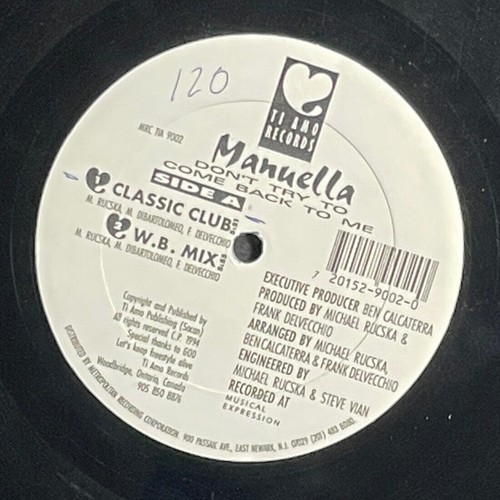 120
TI AMO
RECORDS
MRC TIA 9002
Manuella
DON'T TRY TO
COME BACK TO ME
SIDE A
1 CLASSIC CLUB
M. RUCSKA, M. DIBARTOLOMEO, F. DELVECCHIO
2 W.B. MIX
M. RUCSKA, M. DIBARTOLOMEO, F. DELVECCHIO
7 20152-9002-0
Copyright and Published by
Ti Amo Publishing (Socan)
All rights reserved C.P. 1994
Special thanks to GOD
Let's keep freestyle alive
Ti Amo Records
Woodbridge, Ontario, Canada
905 850 8876
EXECUTIVE PRODUCER BEN CALCATERRA
PRODUCED BY MICHAEL RUCSKA &
FRANK DELVECCHIO
ARRANGED BY MICHAEL RUCSKA,
BEN CALCATERRA & FRANK DELVECCHIO
ENGINEERED BY
MICHAEL RUCSKA & STEVE VIAN
RECORDED AT
MUSICAL
EXPRESSION
DISTRIBUTED BY METROPOLITAN RECORDING CORPORATION. 900 PASSAIC AVE., EAST NEWARK, N.J. 07029 (201) 483 8080